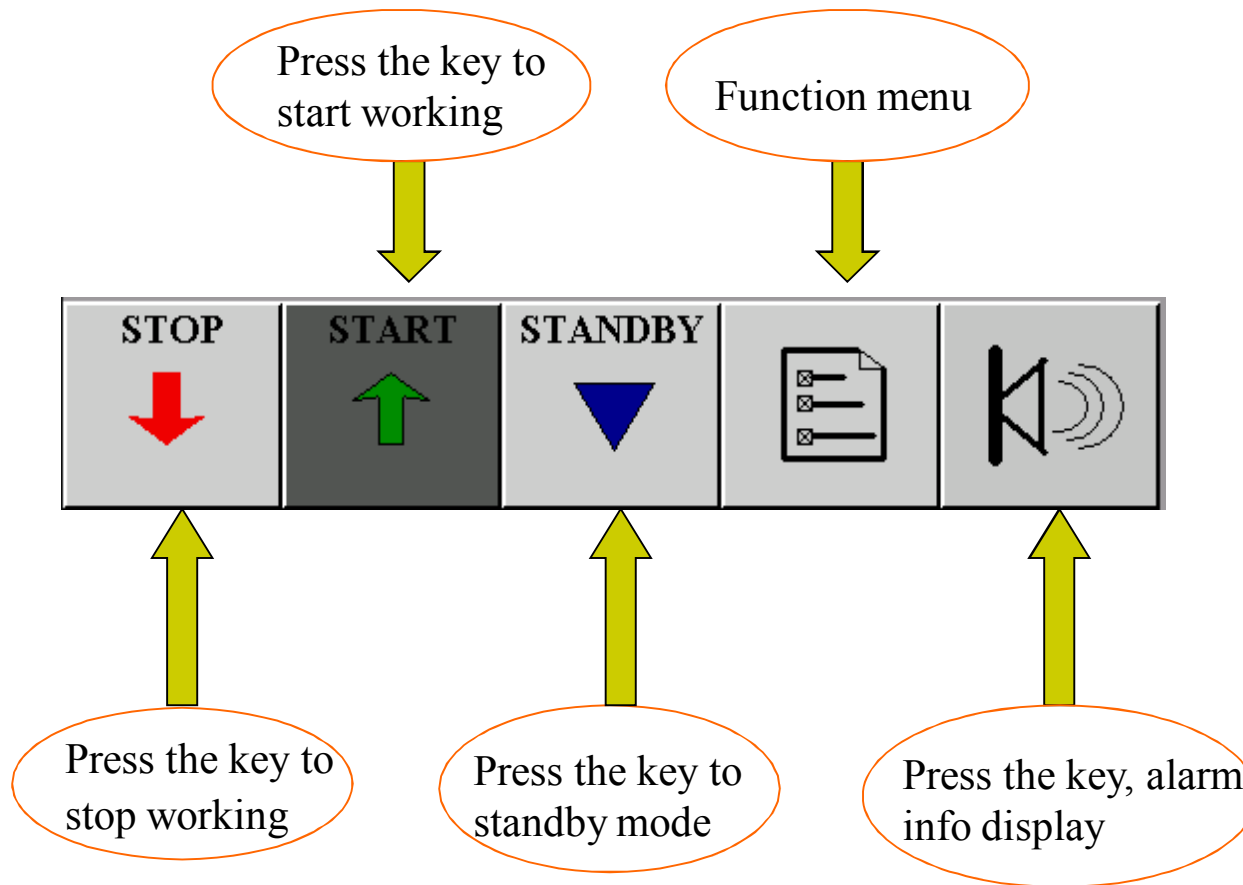 Press the key to
start working
Function menu
STOP
START
STANDBY
Press the key to
stop working
Press the key to
standby mode
Press the key, alarm
info display